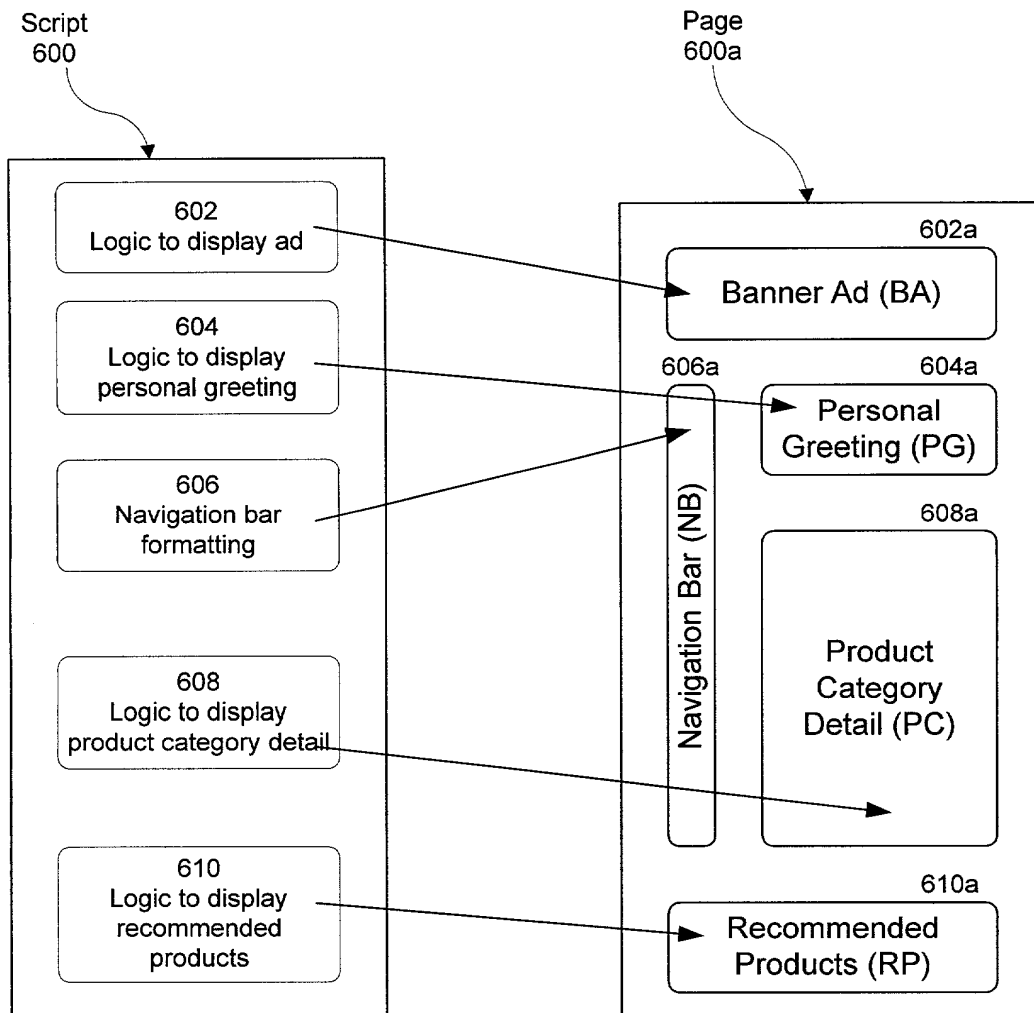 Script
600
Page
600a
602
Logic to display ad
604
Logic to display
personal greeting
606
Navigation bar
formatting
608
Logic to display
product category detail
610
Logic to display
recommended
products
602a
Banner Ad (BA)
606a
Navigation Bar (NB)
604a
Personal
Greeting (PG)
608a
Product
Category
Detail (PC)
610a
Recommended
Products (RP)